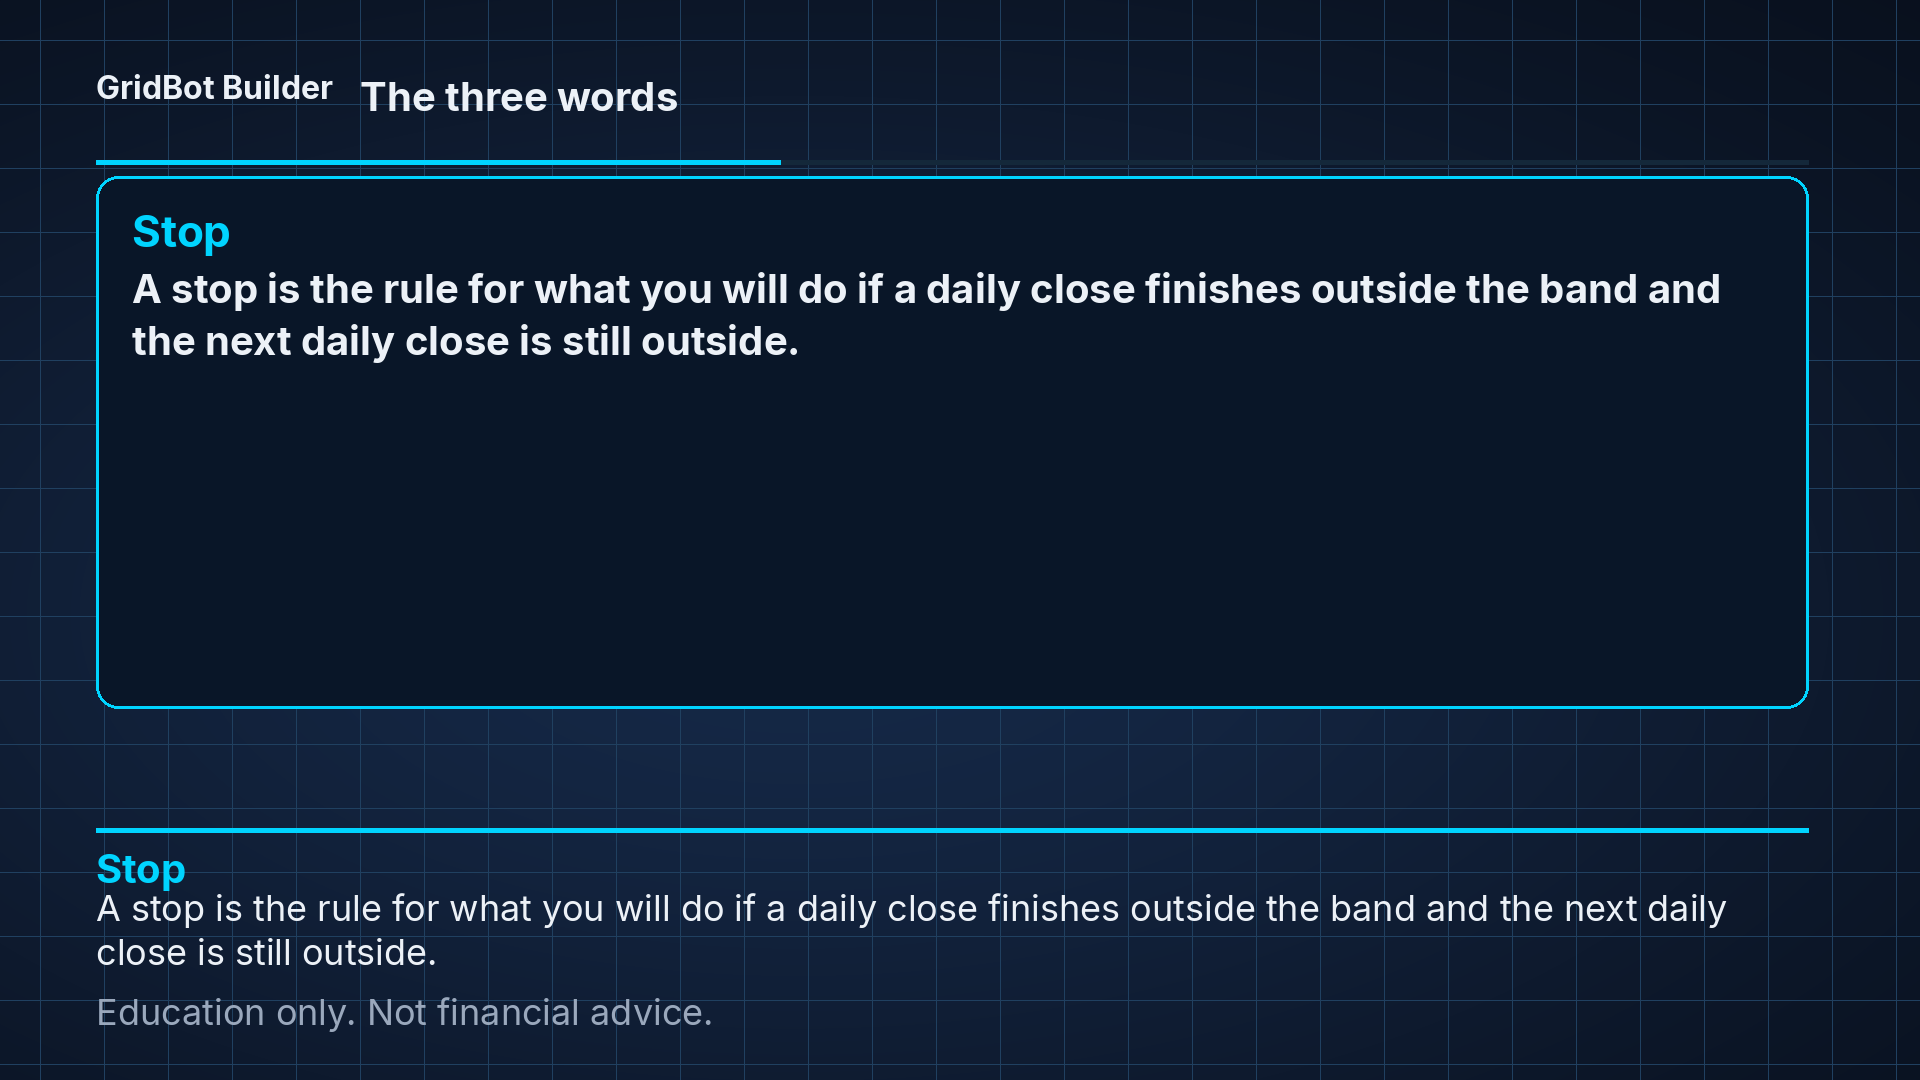 GridBot Builder
The three words
Stop
A stop is the rule for what you will do if a daily close finishes outside the band and
the next daily close is still outside.
Stop
A stop is the rule for what you will do if a daily close finishes outside the band and the next daily
close is still outside.
Education only. Not financial advice.